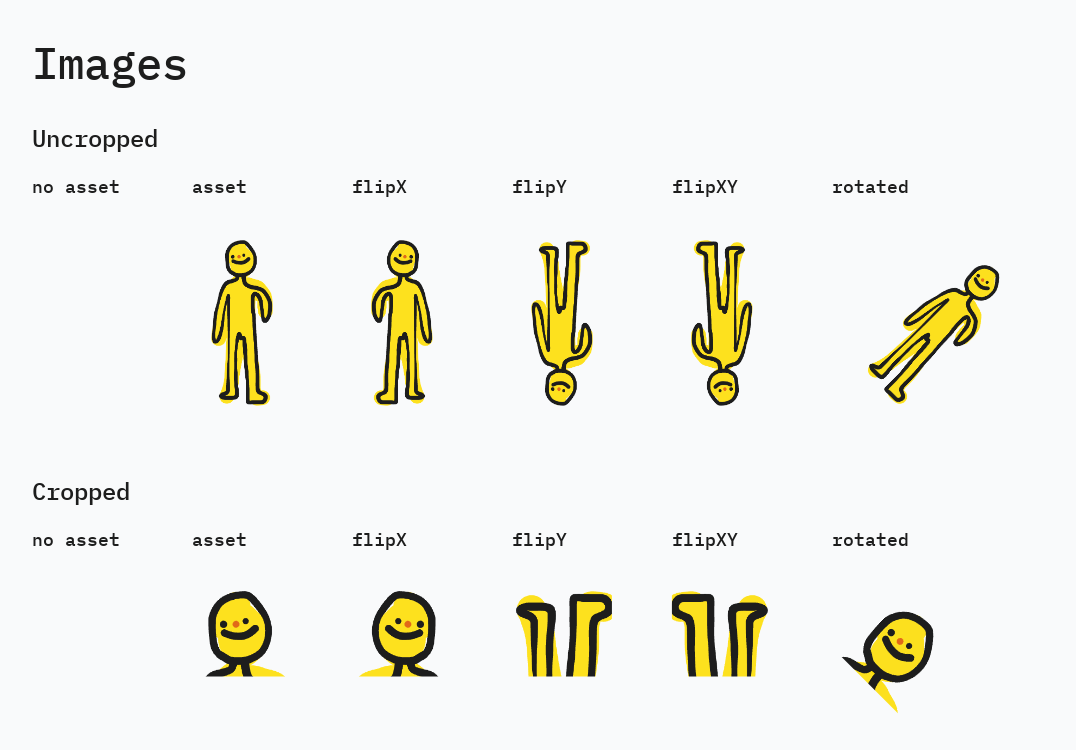 Images
Uncropped
no asset asset flipX flipY flipXY rotated
Cropped
no asset asset flipX flipY flipXY rotated